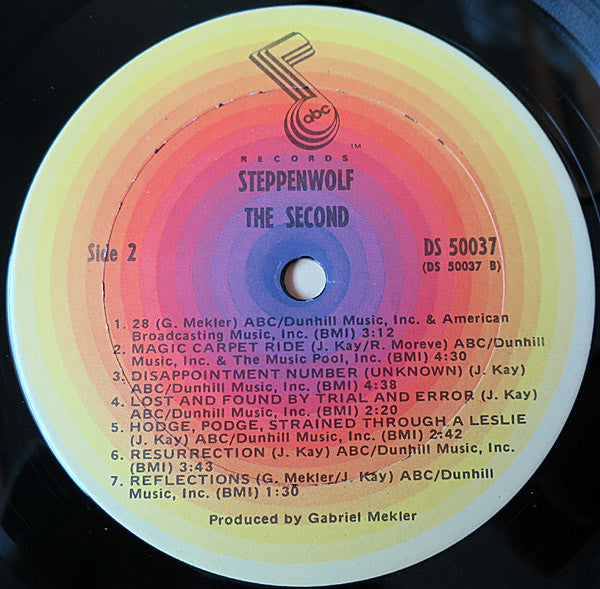 abc
TM
RECORDS
STEPPENWOLF
THE SECOND
Side 2
DS 50037
(DS 50037 B)
1. 28 (G. Mekler) ABC/Dunhill Music, Inc. & American
Broadcasting Music, Inc. (BMI) 3:12
2. MAGIC CARPET RIDE (J. Kay/R. Moreve) ABC/Dunhill
Music, Inc. & The Music Pool, Inc. (BMI) 4:30
3. DISAPPOINTMENT NUMBER (UNKNOWN) (J. Kay)
ABC/Dunhill Music, Inc. (BMI) 4:38
4. LOST AND FOUND BY TRIAL AND ERROR (J. Kay)
ABC/Dunhill Music, Inc. (BMI) 2:20
5. HODGE, PODGE, STRAINED THROUGH A LESLIE
(J. Kay) ABC/Dunhill Music, Inc. (BMI) 2:42
6. RESURRECTION (J. Kay) ABC/Dunhill Music, Inc.
(BMI) 3:43
7. REFLECTIONS (G. Mekler/J. Kay) ABC/Dunhill
Music, Inc. (BMI) 1:30
Produced by Gabriel Mekler